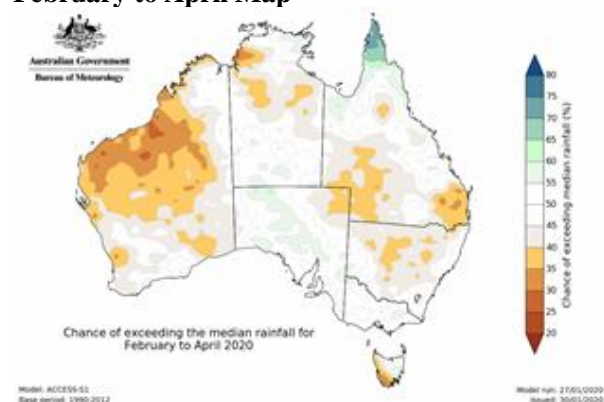 February to April Map
Australian Government
Bureau of Meteorology
80
75
70
65
60
55
50
45
40
35
30
25
20
Chance of exceeding median rainfall (%)
Chance of exceeding the median rainfall for
February to April 2020
Model: ACCESS-S1
Base period: 1990-2012
Model run: 27/01/2020
Issued: 30/01/2020